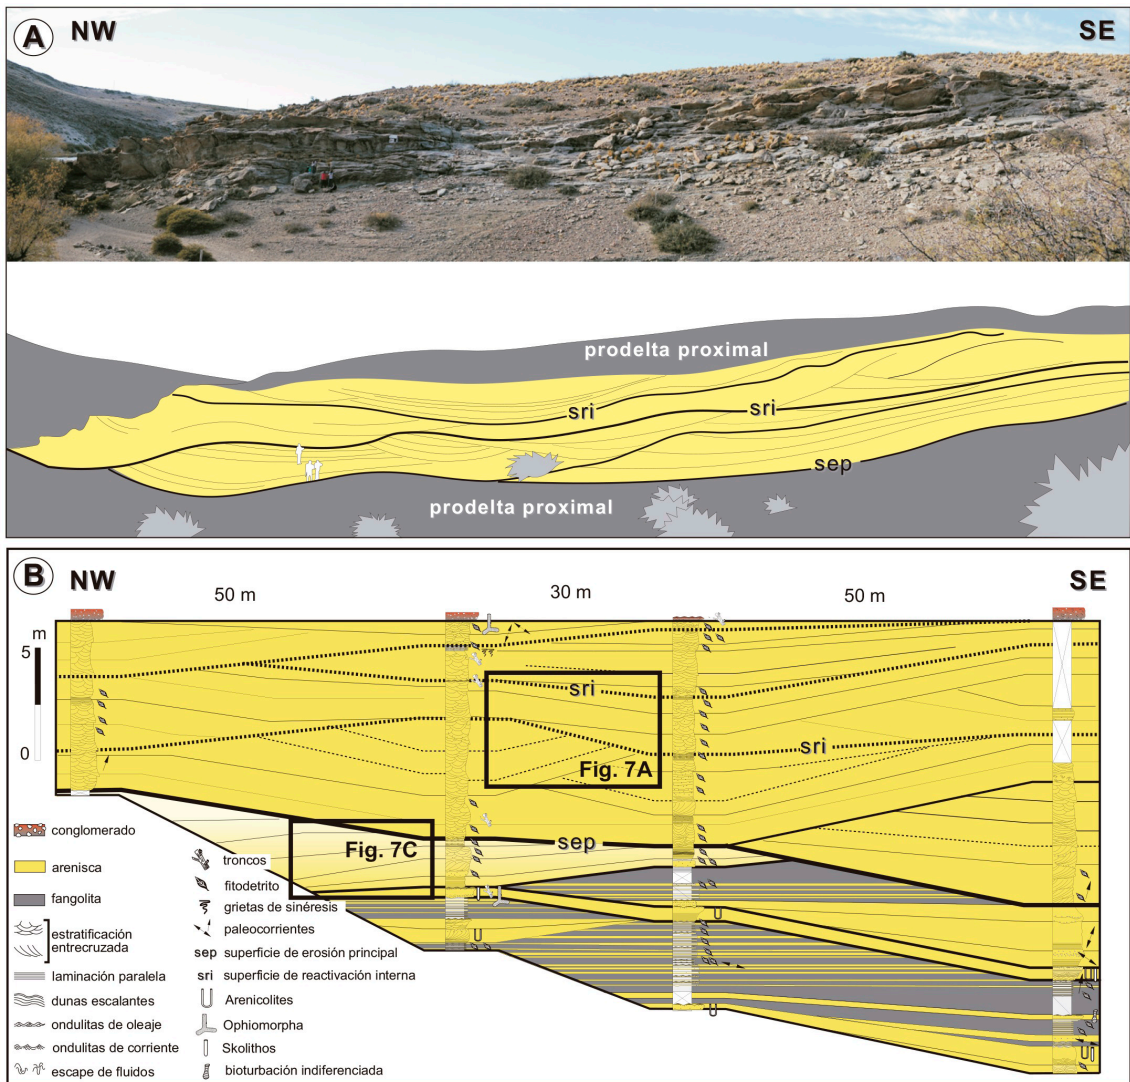 A
NW
SE
prodelta proximal
sri
sri
sep
prodelta proximal
B
NW
SE
50 m
30 m
50 m
m
5
0
sri
sri
Fig. 7A
sep
Fig. 7C
conglomerado
arenisca
fangolita
estratificación
entrecruzada
laminación paralela
dunas escalantes
ondulitas de oleaje
ondulitas de corriente
escape de fluidos
troncos
fitodetrito
grietas de sinéresis
paleocorrientes
sep superficie de erosión principal
sri superficie de reactivación interna
Arenicolites
Ophiomorpha
Skolithos
bioturbación indiferenciada